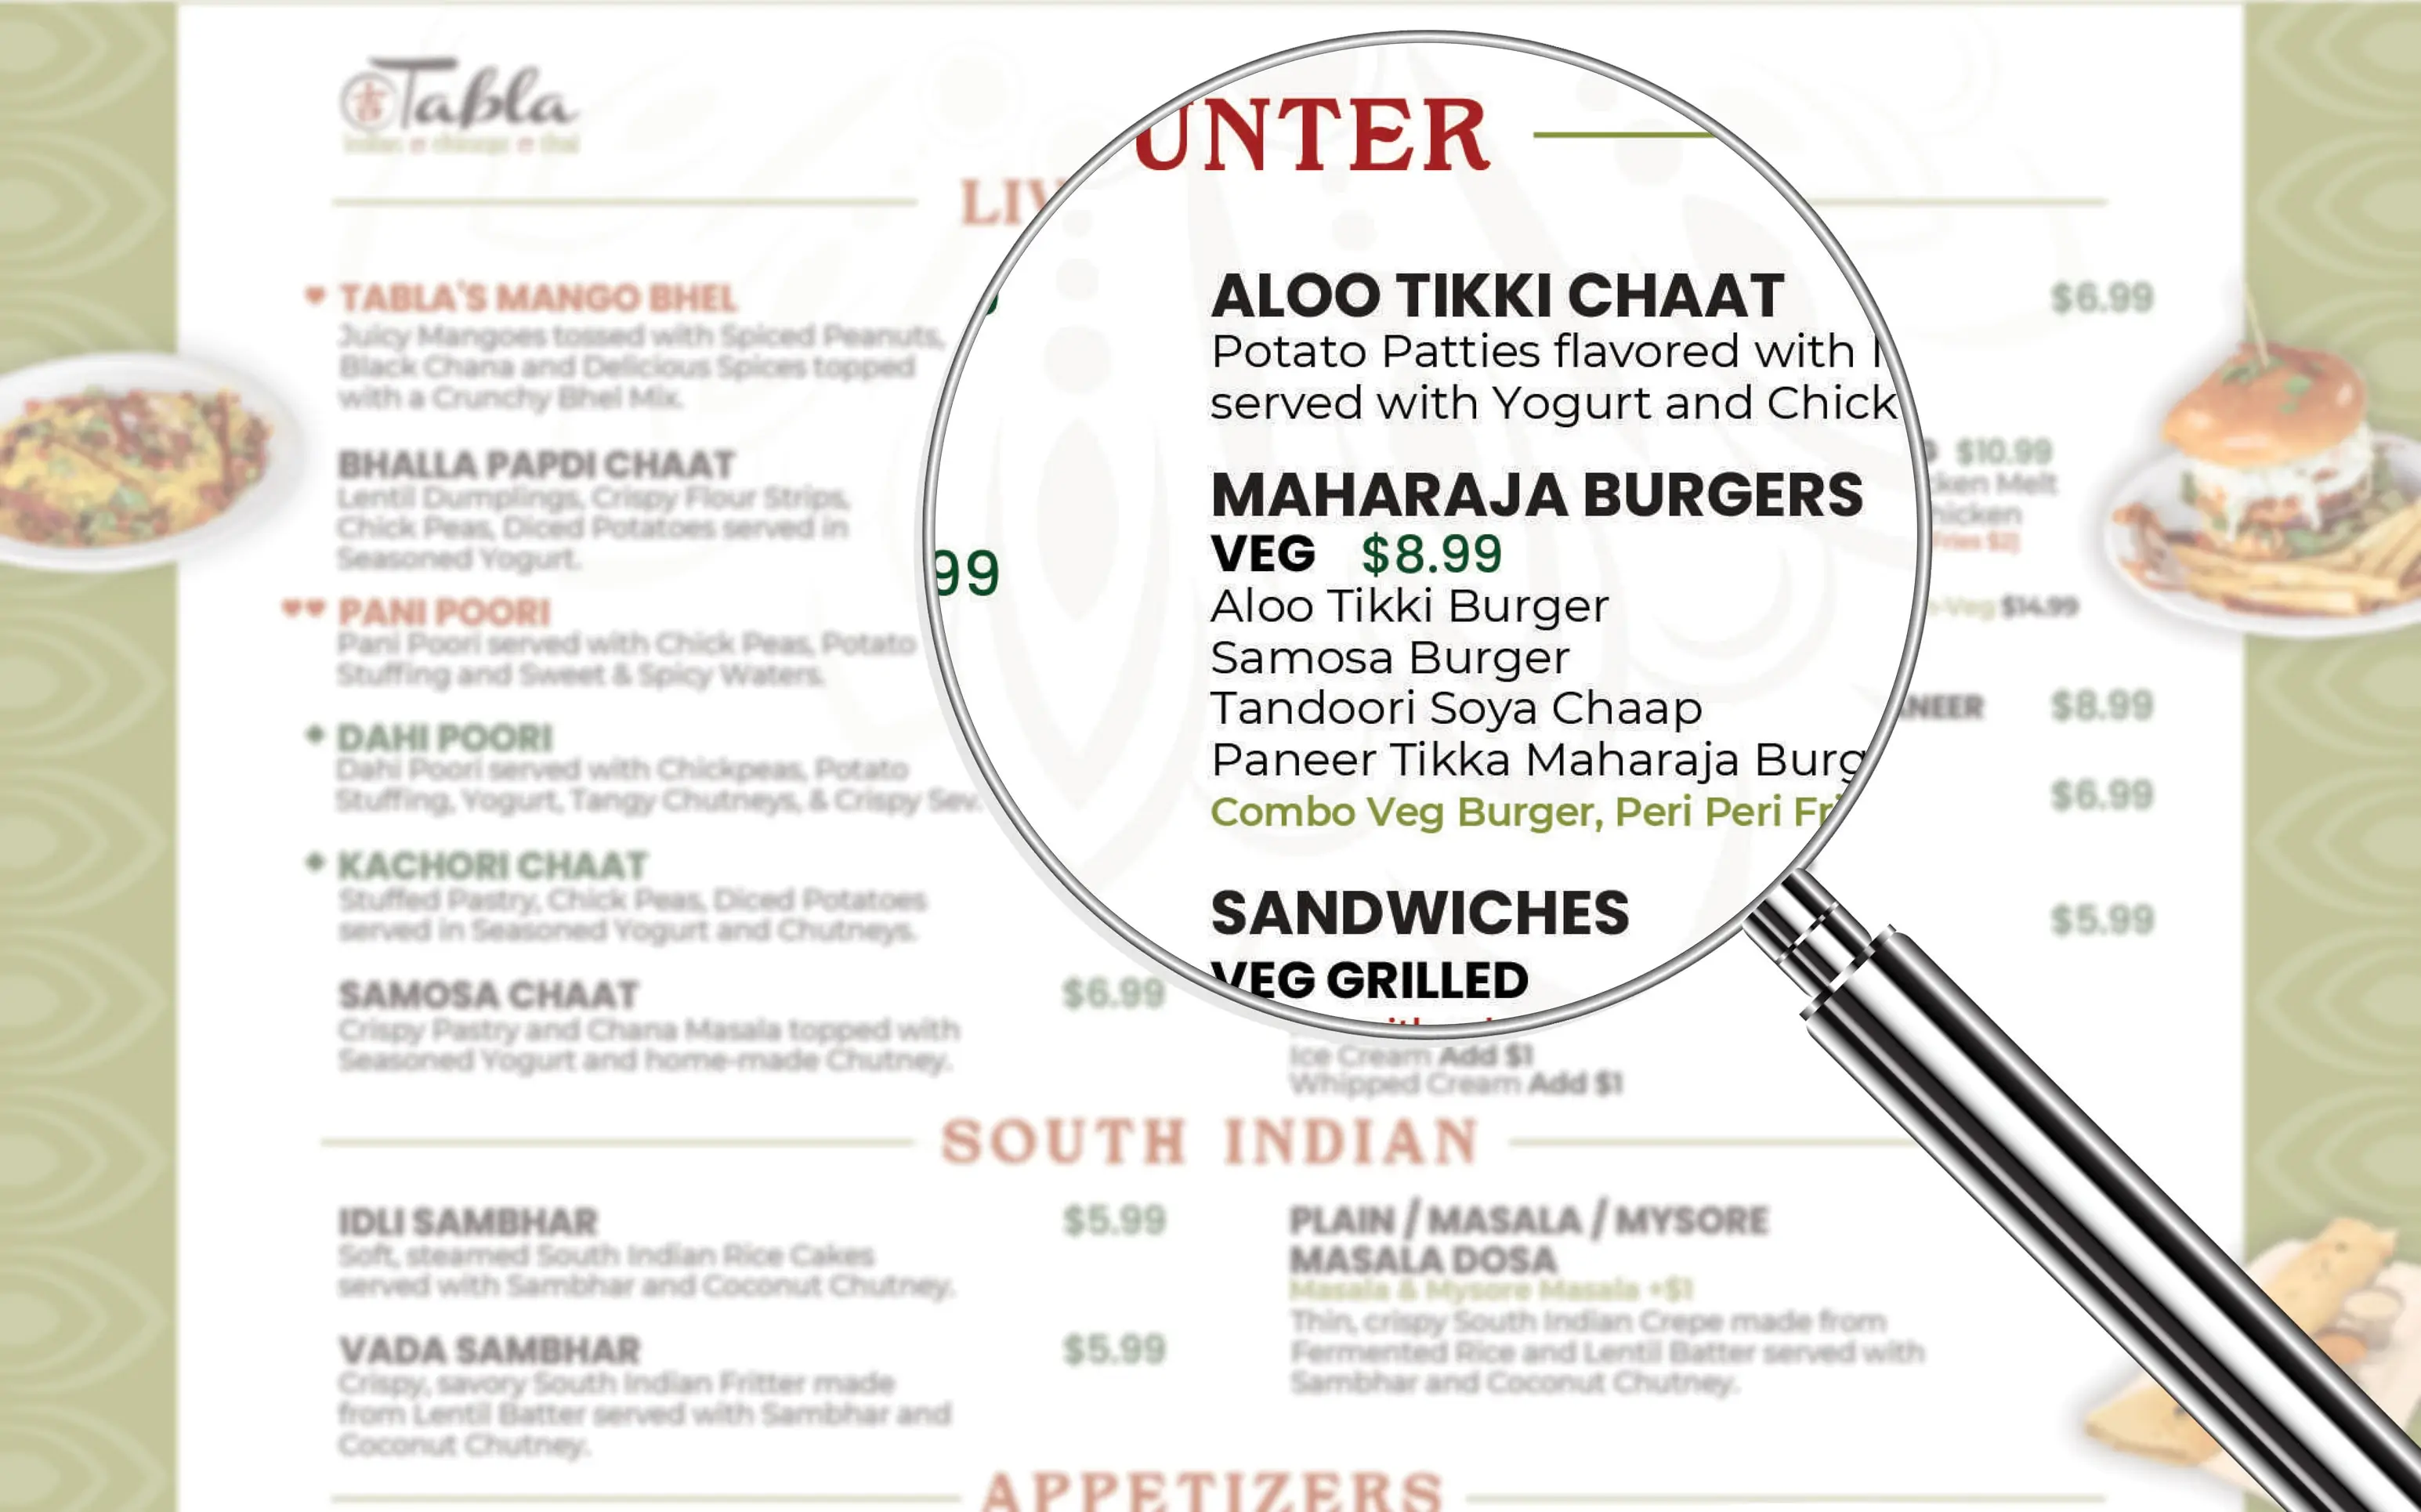 Tabla
indian chinese thai
LIV
UNTER
TABLA'S MANGO BHEL
Juicy Mangoes tossed with Spiced Peanuts,
Black Chana and Delicious Spices topped
with a Crunchy Bhel Mix.
BHALLA PAPDI CHAAT
Lentil Dumplings, Crispy Flour Strips,
Chick Peas, Diced Potatoes served in
Seasoned Yogurt.
99
PANI POORI
Pani Poori served with Chick Peas, Potato
Stuffing and Sweet & Spicy Waters.
DAHI POORI
Dahi Poori served with Chickpeas, Potato
Stuffing, Yogurt, Tangy Chutneys, & Crispy Sev.
KACHORI CHAAT
Stuffed Pastry, Chick Peas, Diced Potatoes
served in Seasoned Yogurt and Chutneys.
SAMOSA CHAAT $6.99
Crispy Pastry and Chana Masala topped with
Seasoned Yogurt and home-made Chutney.
ALOO TIKKI CHAAT $6.99
Potato Patties flavored with
served with Yogurt and Chick
MAHARAJA BURGERS
VEG $8.99 $10.99
Aloo Tikki Burger cken Melt
Samosa Burger hicken
Tandoori Soya Chaap Fries $2]
Paneer Tikka Maharaja Burg
Combo Veg Burger, Peri Peri Fri -Veg $14.99
SANDWICHES
VEG GRILLED
NEER $8.99
$6.99
$5.99
Ice Cream Add $1
Whipped Cream Add $1
SOUTH INDIAN
IDLI SAMBHAR $5.99
Soft, steamed South Indian Rice Cakes
served with Sambhar and Coconut Chutney.
VADA SAMBHAR $5.99
Crispy, savory South Indian Fritter made
from Lentil Batter served with Sambhar and
Coconut Chutney.
PLAIN / MASALA / MYSORE
MASALA DOSA
Masala & Mysore Masala +$1
Thin, crispy South Indian Crepe made from
Fermented Rice and Lentil Batter served with
Sambhar and Coconut Chutney.
APPETIZERS